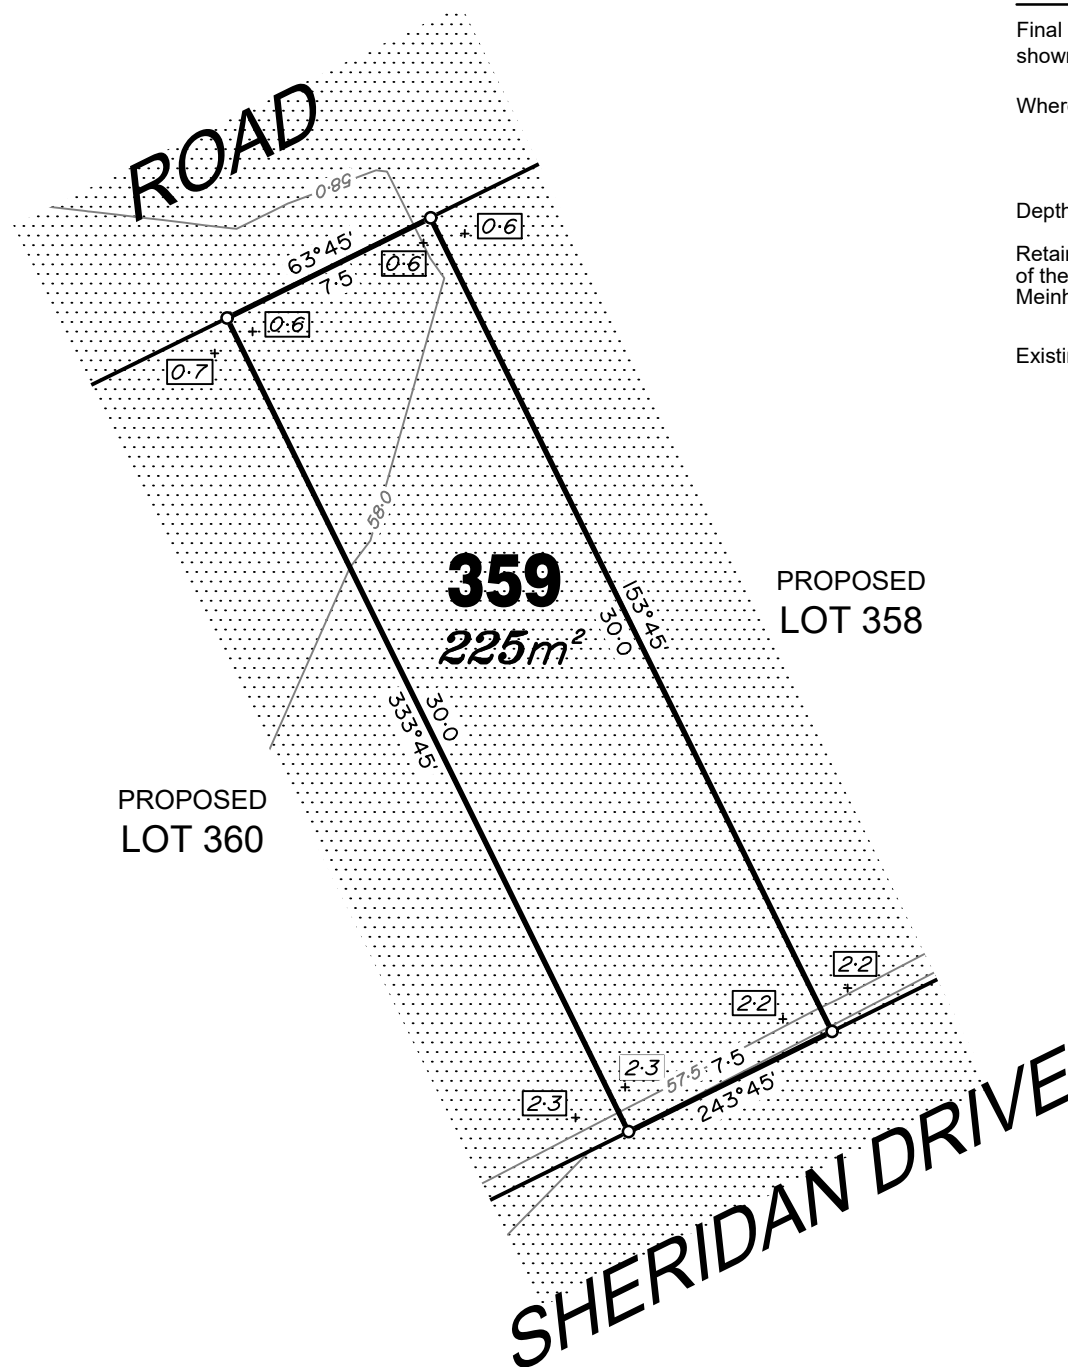 Final
shown
Where
Depth
Retain
of the
Meinh
Existin
ROAD
58·0
0·6
63°45'
0·6
7·5
0·6
0·7
58·0
359
225m²
153°45'
30·0
PROPOSED
LOT 358
30·0
333°45'
PROPOSED
LOT 360
2·2
2·2
2·3
57·5
7·5
2·3
243°45'
SHERIDAN DRIVE